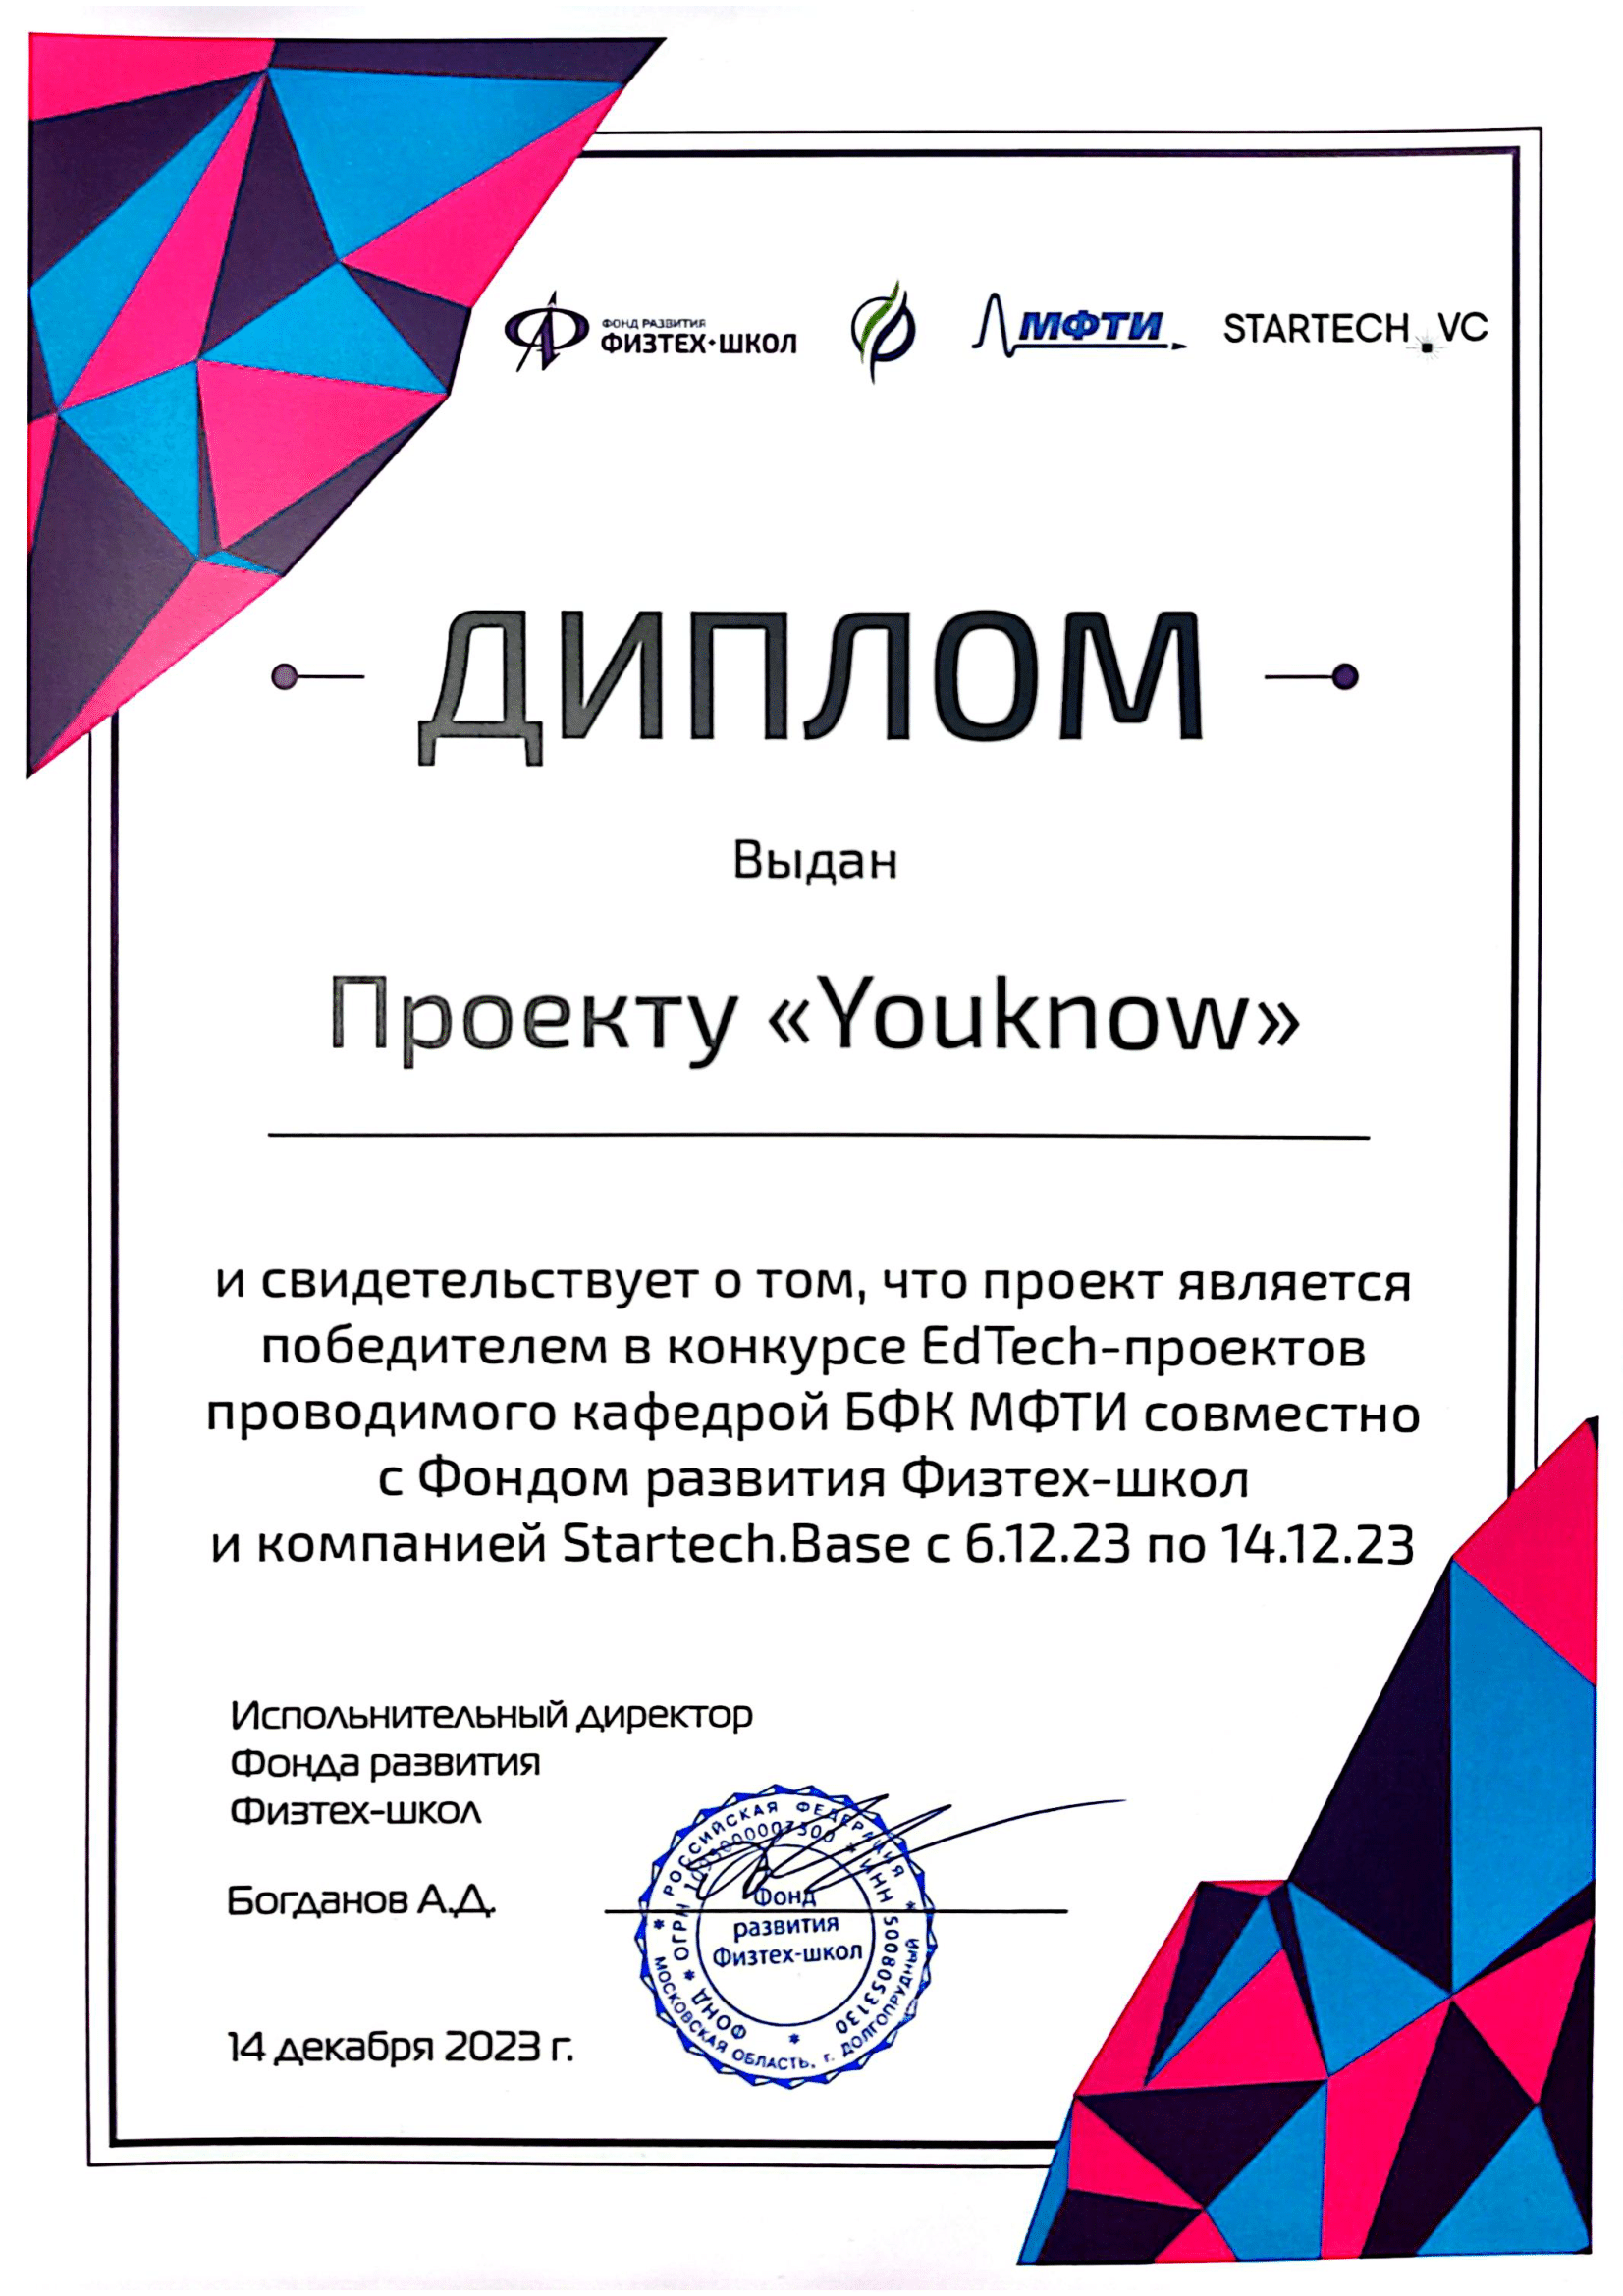 ФОНД РАЗВИТИЯ
ФИЗТЕХ•ШКОЛ
МФТИ
STARTECH.VC
ДИПЛОМ
Выдан
Проекту «Youknow»
и свидетельствует о том, что проект является
победителем в конкурсе EdTech-проектов
проводимого кафедрой БФК МФТИ совместно
с Фондом развития Физтех-школ
и компанией Startech.Base с 6.12.23 по 14.12.23
Испольнительный директор
Фонда развития
Физтех-школ
Богданов А.Д.
14 декабря 2023 г.
* РОССИЙСКАЯ ФЕДЕРАЦИЯ *
МОСКОВСКАЯ ОБЛАСТЬ, г. ДОЛГОПРУДНЫЙ
* ФОНД * ОГРН
* ИНН 5008053130
Фонд
развития
Физтех-школ